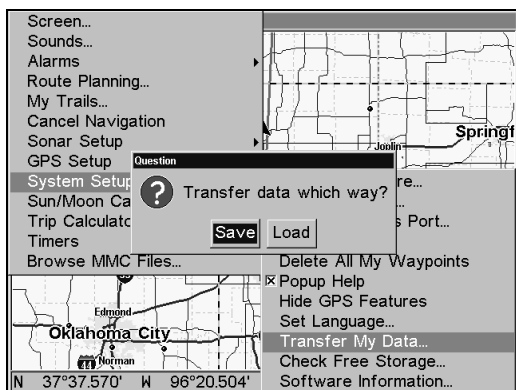 Screen...
Sounds...
Alarms
Route Planning...
My Trails...
Cancel Navigation
Sonar Setup
GPS Setup
System Setup
Sun/Moon Ca
Trip Calculato
Timers
Browse MMC Files...
Joplin
Springf
Question
Transfer data which way?
Save
Load
re...
...
s Port...
Delete All My Waypoints
Popup Help
Hide GPS Features
Set Language...
Transfer My Data...
Check Free Storage...
Software Information...
Edmond
Oklahoma City
44
Norman
N 37°37.570' W 96°20.504'